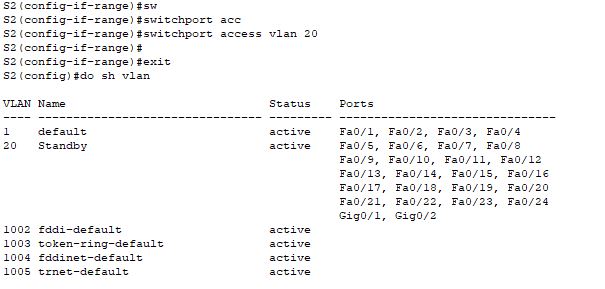 S2(config-if-range)#sw
S2(config-if-range)#switchport acc
S2(config-if-range)#switchport access vlan 20
S2(config-if-range)#
S2(config-if-range)#exit
S2(config)#do sh vlan
VLAN Name                             Status    Ports
---- -------------------------------- --------- -------------------------------
1    default                          active    Fa0/1, Fa0/2, Fa0/3, Fa0/4
20   Standby                          active    Fa0/5, Fa0/6, Fa0/7, Fa0/8
                                                Fa0/9, Fa0/10, Fa0/11, Fa0/12
                                                Fa0/13, Fa0/14, Fa0/15, Fa0/16
                                                Fa0/17, Fa0/18, Fa0/19, Fa0/20
                                                Fa0/21, Fa0/22, Fa0/23, Fa0/24
                                                Gig0/1, Gig0/2
1002 fddi-default                     active
1003 token-ring-default               active
1004 fddinet-default                  active
1005 trnet-default                    active